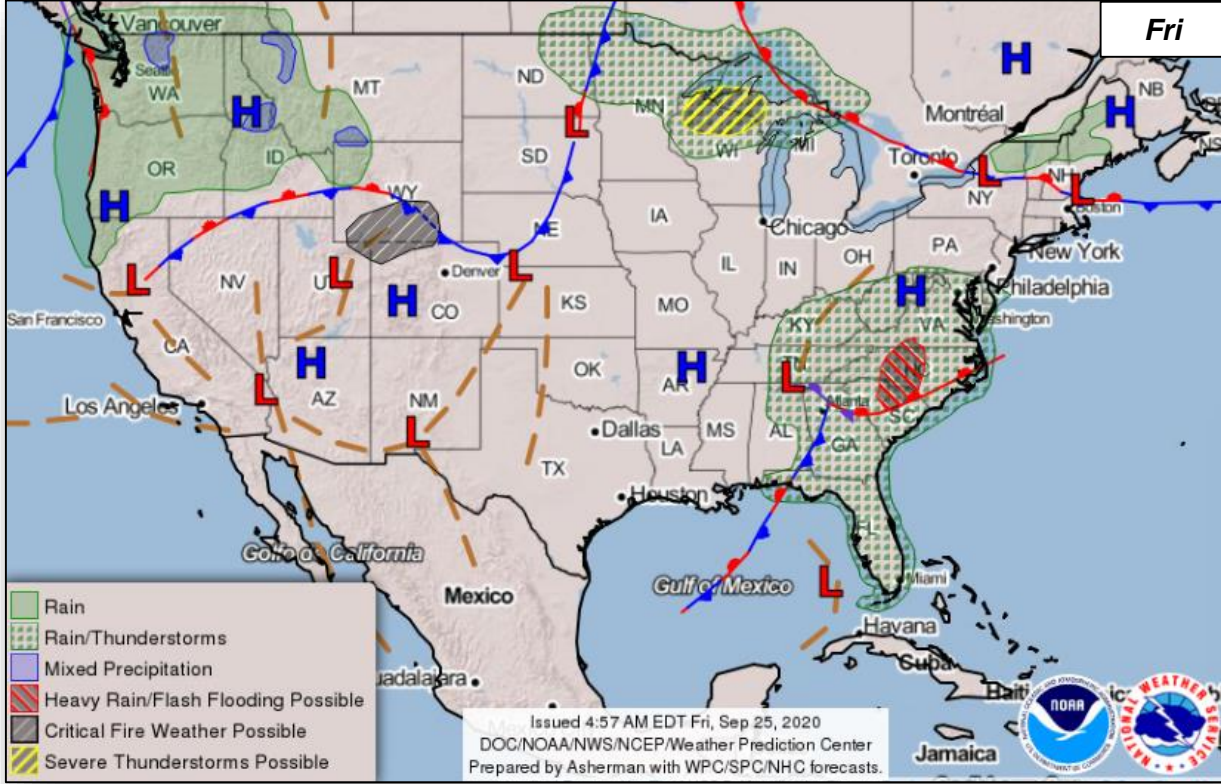 Fri
Vancouver
Seattle
WA
MT
ND
MN
Montréal
NB
NS
OR
ID
SD
WI
MI
Toronto
NH
WY
NY
Boston
IA
Chicago
NE
PA
New York
NV
UT
Denver
IL
IN
OH
Philadelphia
CO
KS
MO
San Francisco
KY
VA
Washington
CA
OK
TN
NC
Los Angeles
AZ
NM
AR
Atlanta
SC
Dallas
MS
AL
GA
LA
TX
Houston
FL
Golfo de California
Gulf of Mexico
Miami
Mexico
Havana
Cuba
Guadalajara
Haiti
Jamaica
H
H
H
H
H
H
H
H
L
L
L
L
L
L
L
L
L
L
Rain
Rain/Thunderstorms
Mixed Precipitation
Heavy Rain/Flash Flooding Possible
Critical Fire Weather Possible
Severe Thunderstorms Possible
Issued 4:57 AM EDT Fri, Sep 25, 2020
DOC/NOAA/NWS/NCEP/Weather Prediction Center
Prepared by Asherman with WPC/SPC/NHC forecasts.
NOAA
NATIONAL WEATHER SERVICE